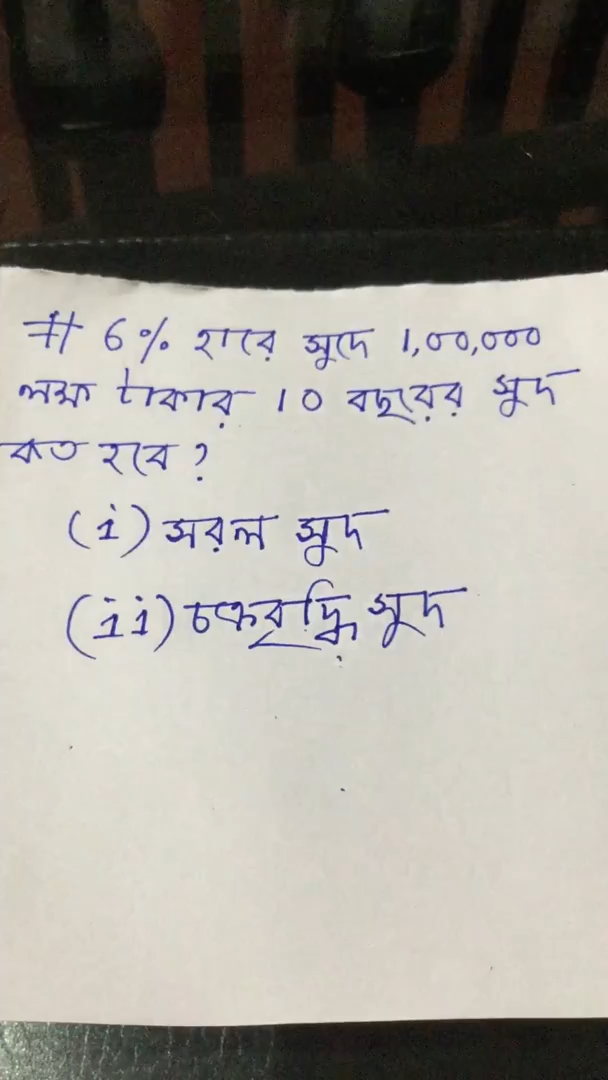 # 6% হারে সুদে 1,00,000
লক্ষ টাকার 10 বছরের সুদ
কত হবে?
(i) সরল সুদ
(ii) চক্রবৃদ্ধি সুদ